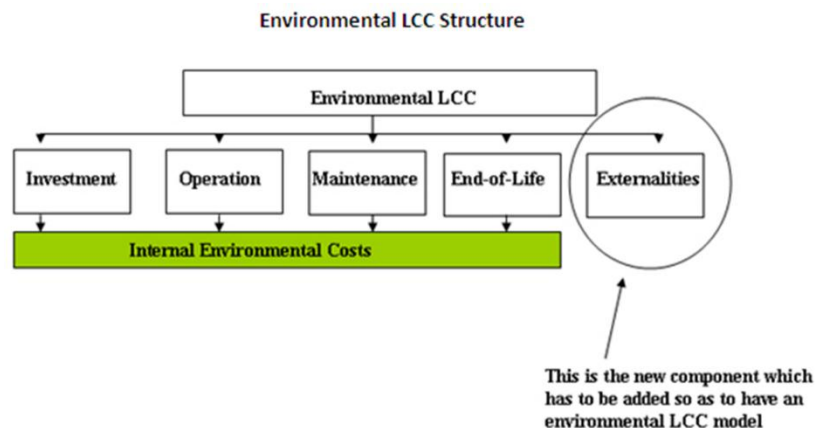 Environmental LCC Structure
Environmental LCC
Investment
Operation
Maintenance
End-of-Life
Externalities
Internal Environmental Costs
This is the new component which
has to be added so as to have an
environmental LCC model